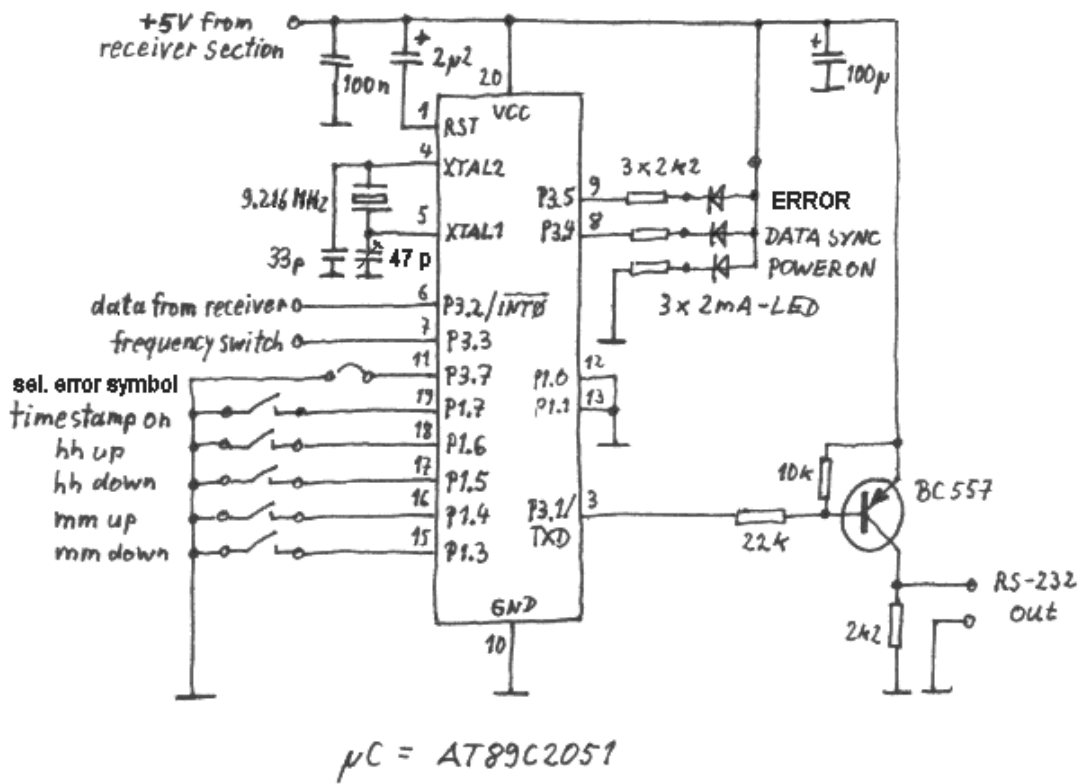 +5V from
receiver section
100n
+
2µ2
20
VCC
+
100µ
1
RST
4
XTAL2
9.216 MHz
5
XTAL1
33p
47 p
3x2k2
9
P3.5
ERROR
8
P3.4
DATA SYNC
POWER ON
3 x 2mA-LED
data from receiver
6
P3.2/INT0
frequency switch
7
P3.3
sel. error symbol
11
P3.7
timestamp on
19
P1.7
hh up
18
P1.6
hh down
17
P1.5
mm up
16
P1.4
mm down
15
P1.3
12
P1.0
13
P1.1
3
P3.1/
TXD
22k
10k
BC 557
RS-232
out
2k2
GND
10
µC = AT89C2051